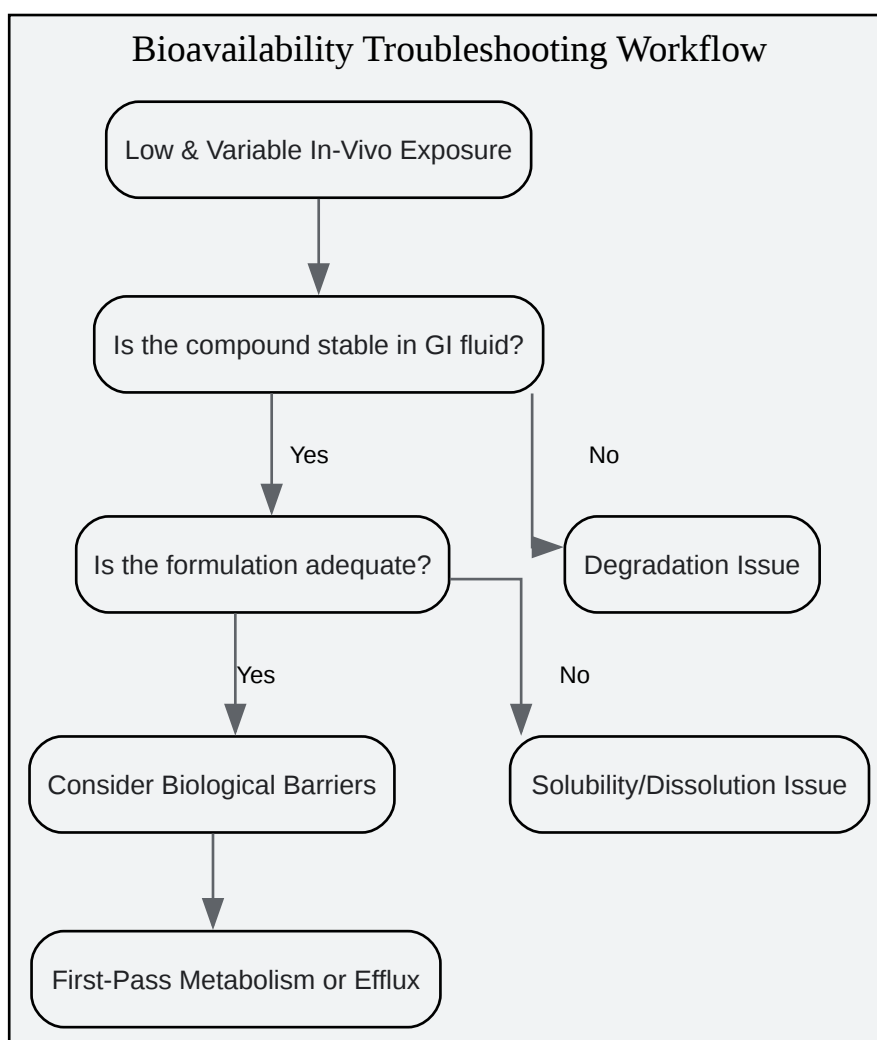 Bioavailability Troubleshooting Workflow
Low & Variable In-Vivo Exposure
Is the compound stable in GI fluid?
Yes
No
Is the formulation adequate?
Degradation Issue
Yes
No
Consider Biological Barriers
Solubility/Dissolution Issue
First-Pass Metabolism or Efflux